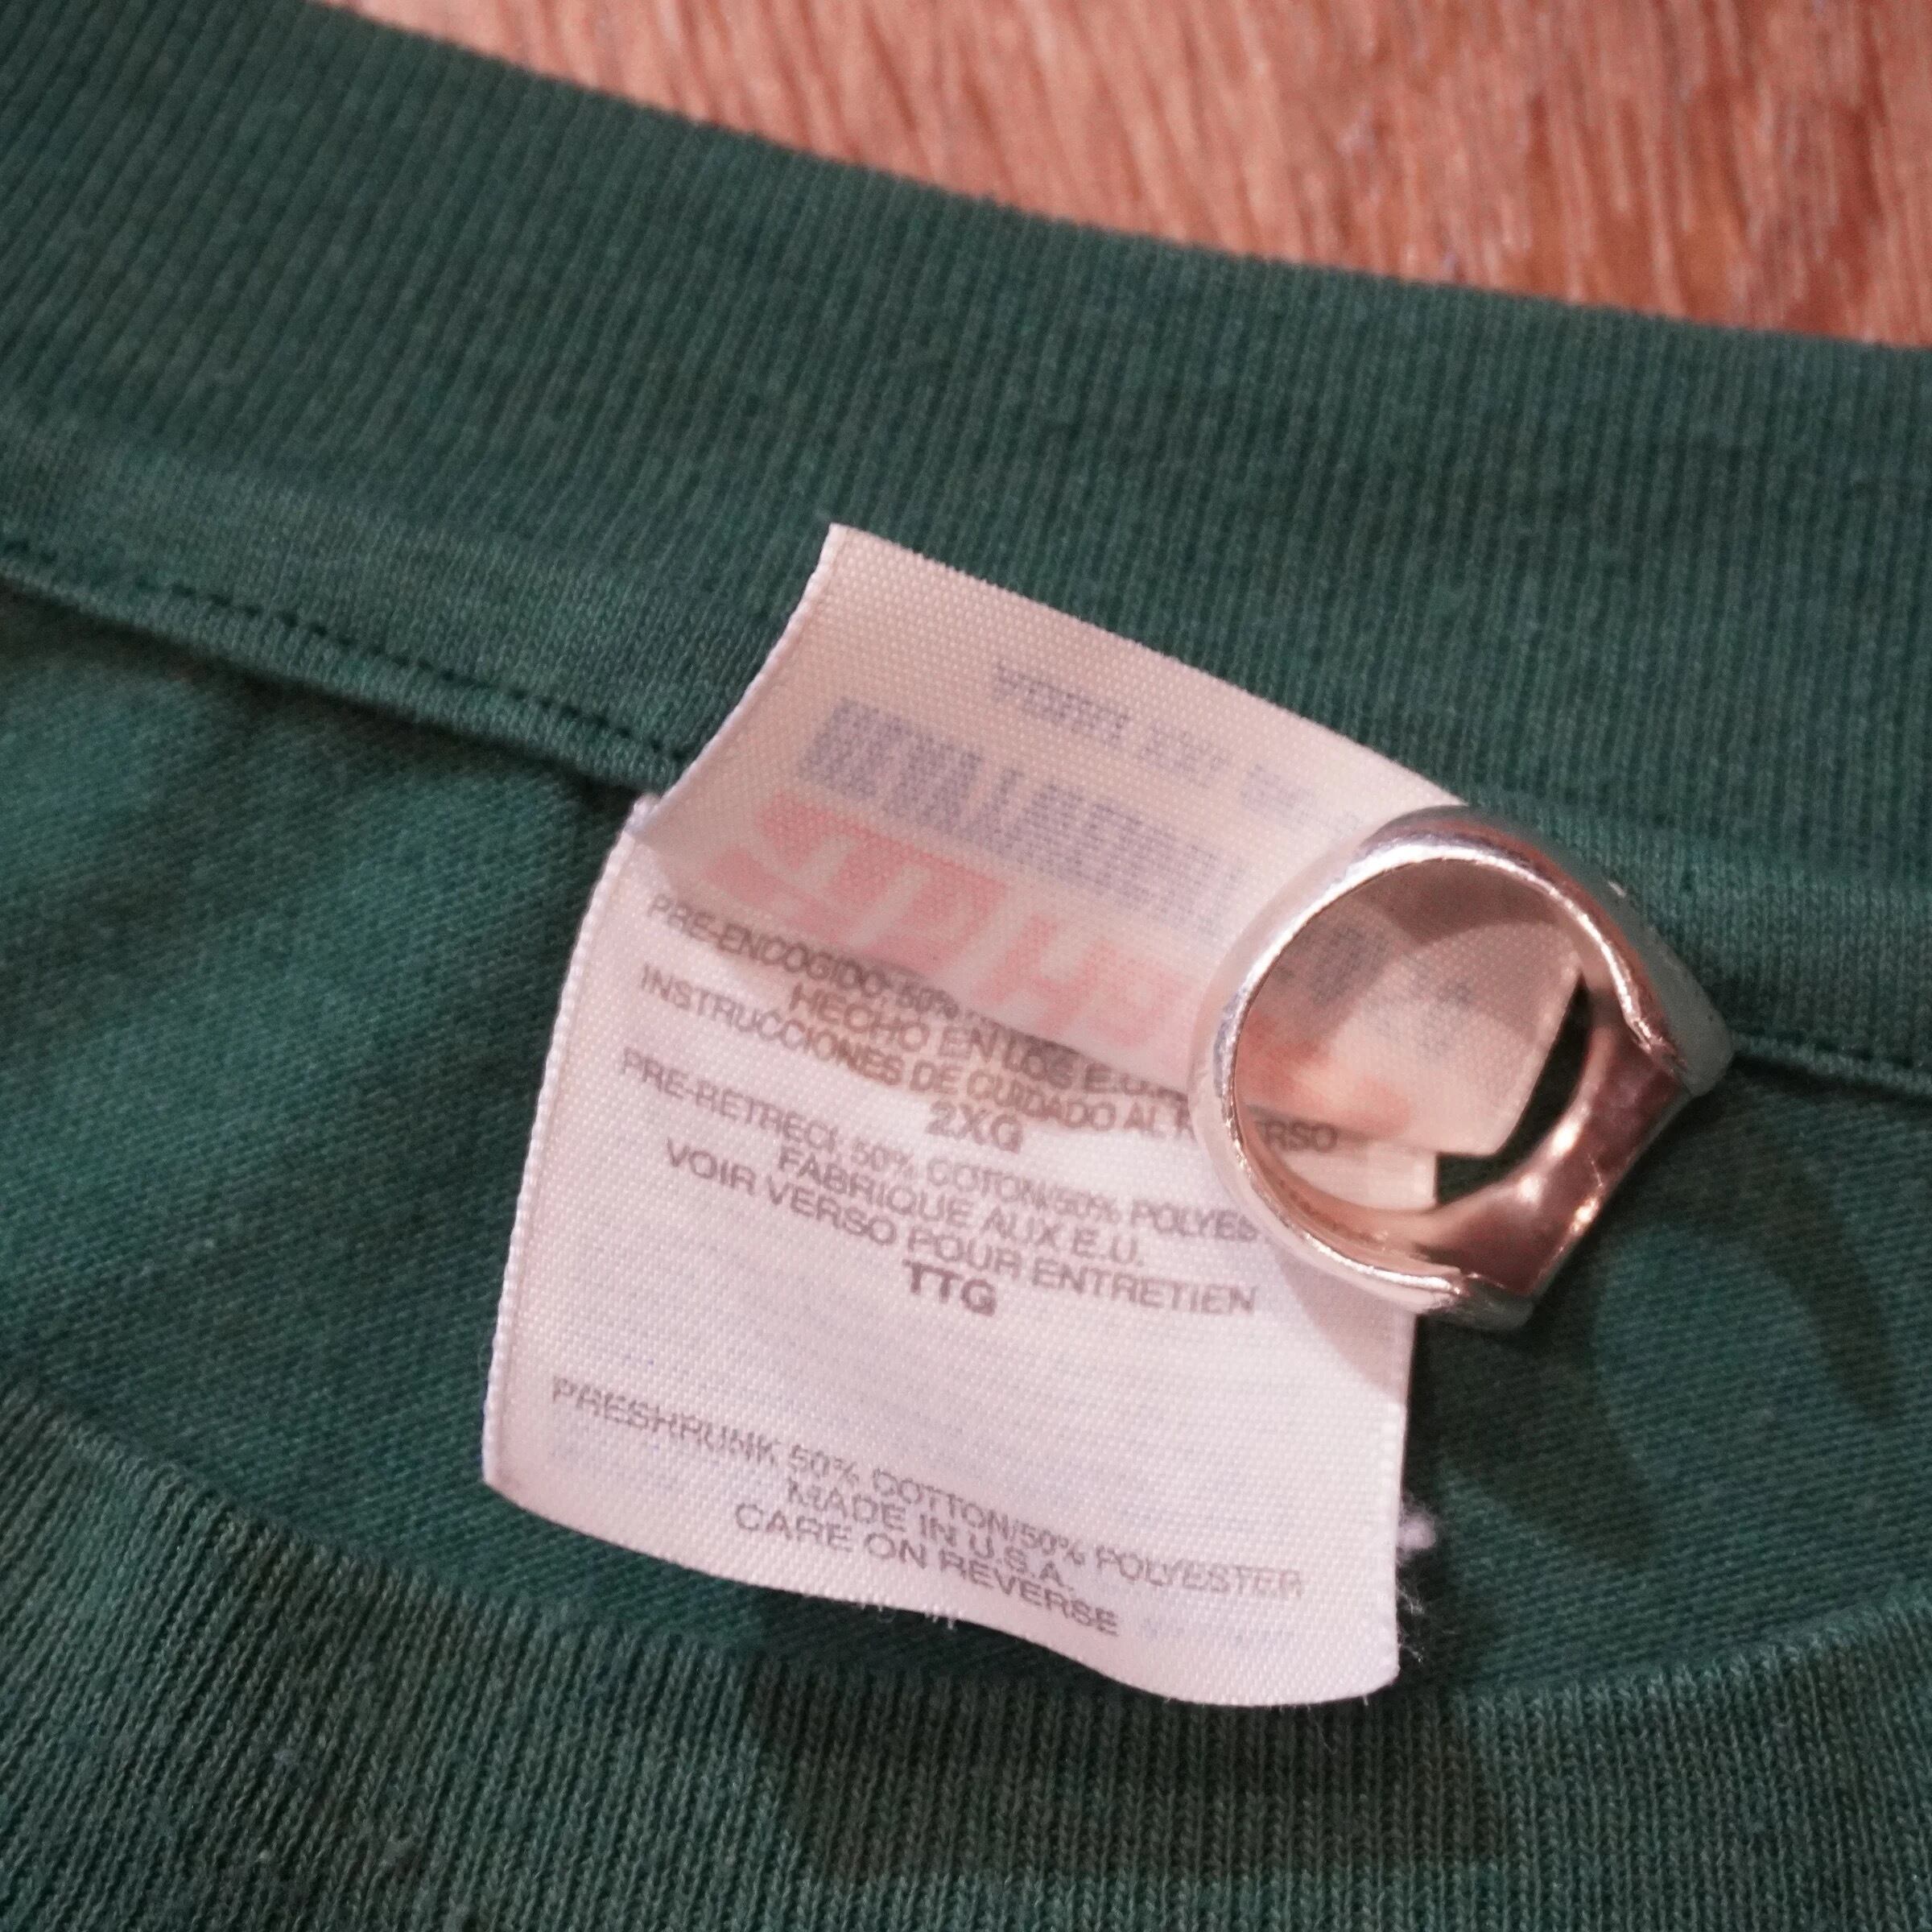 PRE-ENCOGIDO: 50%
HECHO EN LOS E.U.
INSTRUCCIONES DE CUIDADO AL
2XG
PRE-RETRECI, 50% COTON/50%
FABRIQUE AUX E.U.
VOIR VERSO POUR ENTRETIEN
TTG
PRESHRUNK 50% COTTON/50% POLYESTER
MADE IN U.S.A.
CARE ON REVERSE